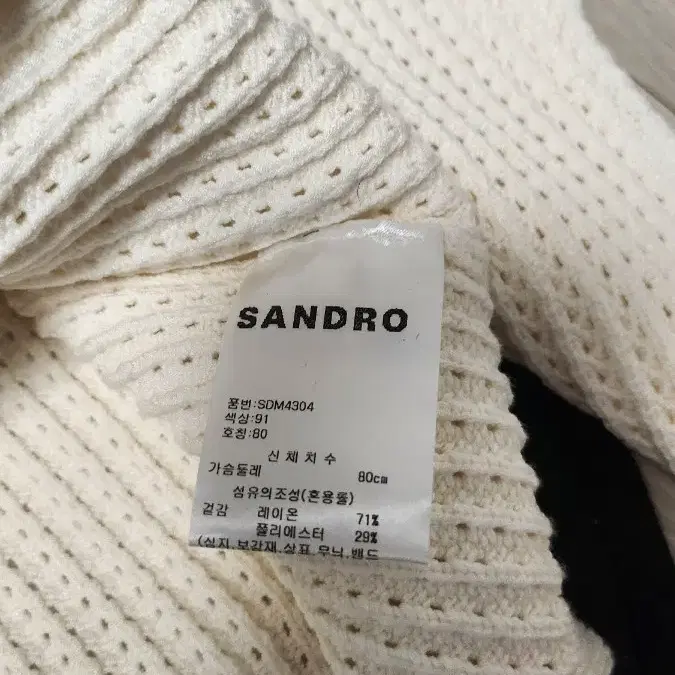 SANDRO
품번:SDM4304
색상:91
호칭:80
신체치수
가슴둘레 80cm
섬유의조성(혼용률)
겉감 레이온 71%
폴리에스터 29%
(심지,보강재,상표,무늬,밴드